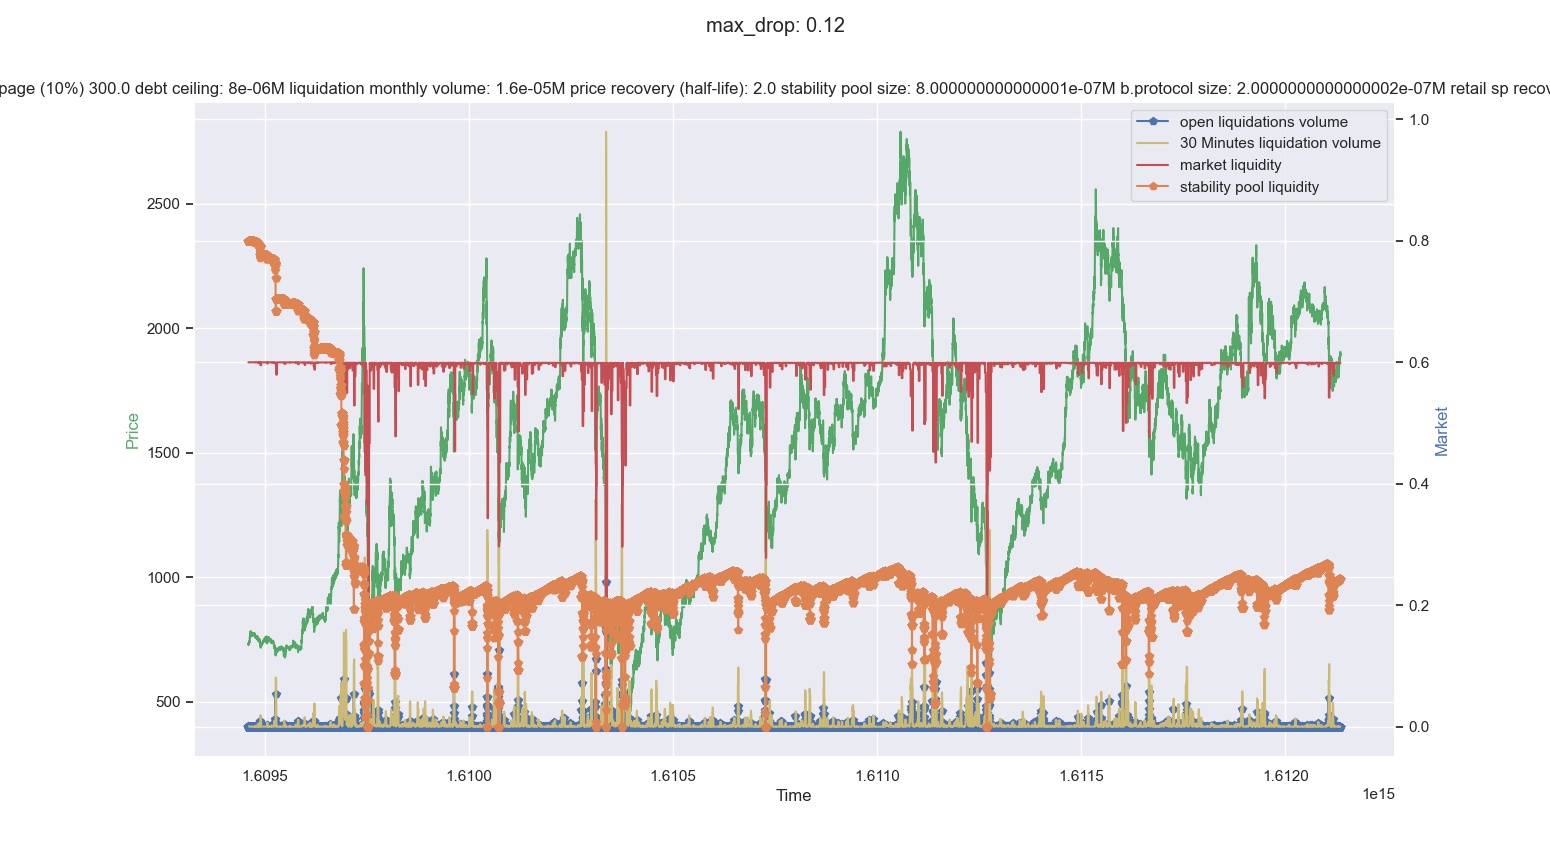 max_drop: 0.12
page (10%) 300.0 debt ceiling: 8e-06M liquidation monthly volume: 1.6e-05M price recovery (half-life): 2.0 stability pool size: 8.000000000000001e-07M b.protocol size: 2.0000000000000002e-07M retail sp recov
open liquidations volume
30 Minutes liquidation volume
market liquidity
stability pool liquidity
Price
2500
2000
1500
1000
500
1.0
0.8
0.6
0.4
0.2
0.0
Market
1.6095 1.6100 1.6105 1.6110 1.6115 1.6120
Time
1e15